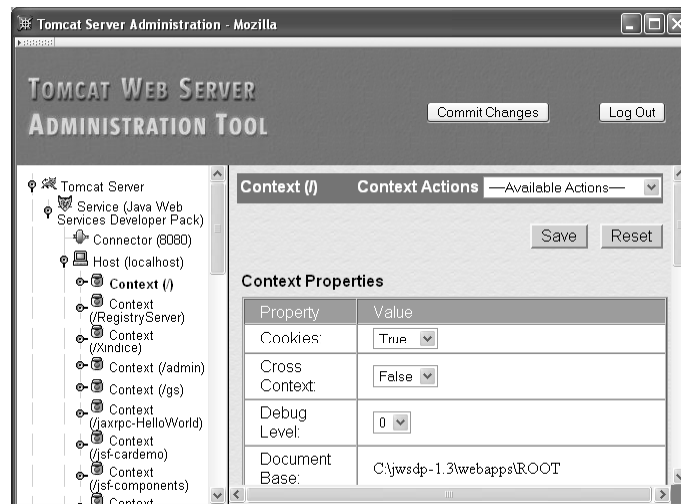 Tomcat Server Administration - Mozilla
TOMCAT WEB SERVER
ADMINISTRATION TOOL
Commit Changes
Log Out
Tomcat Server
Service (Java Web
Services Developer Pack)
Connector (8080)
Host (localhost)
Context (/)
Context
(/RegistryServer)
Context
(/Xindice)
Context (/admin)
Context (/gs)
Context
(/jaxrpc-HelloWorld)
Context
(/jsf-cardemo)
Context
(/jsf-components)
Context
Context (/)
Context Actions
—Available Actions—
Save
Reset
Context Properties
Property
Value
Cookies:
True
Cross
Context:
False
Debug
Level:
0
Document
Base:
C:\jwsdp-1.3\webapps\ROOT